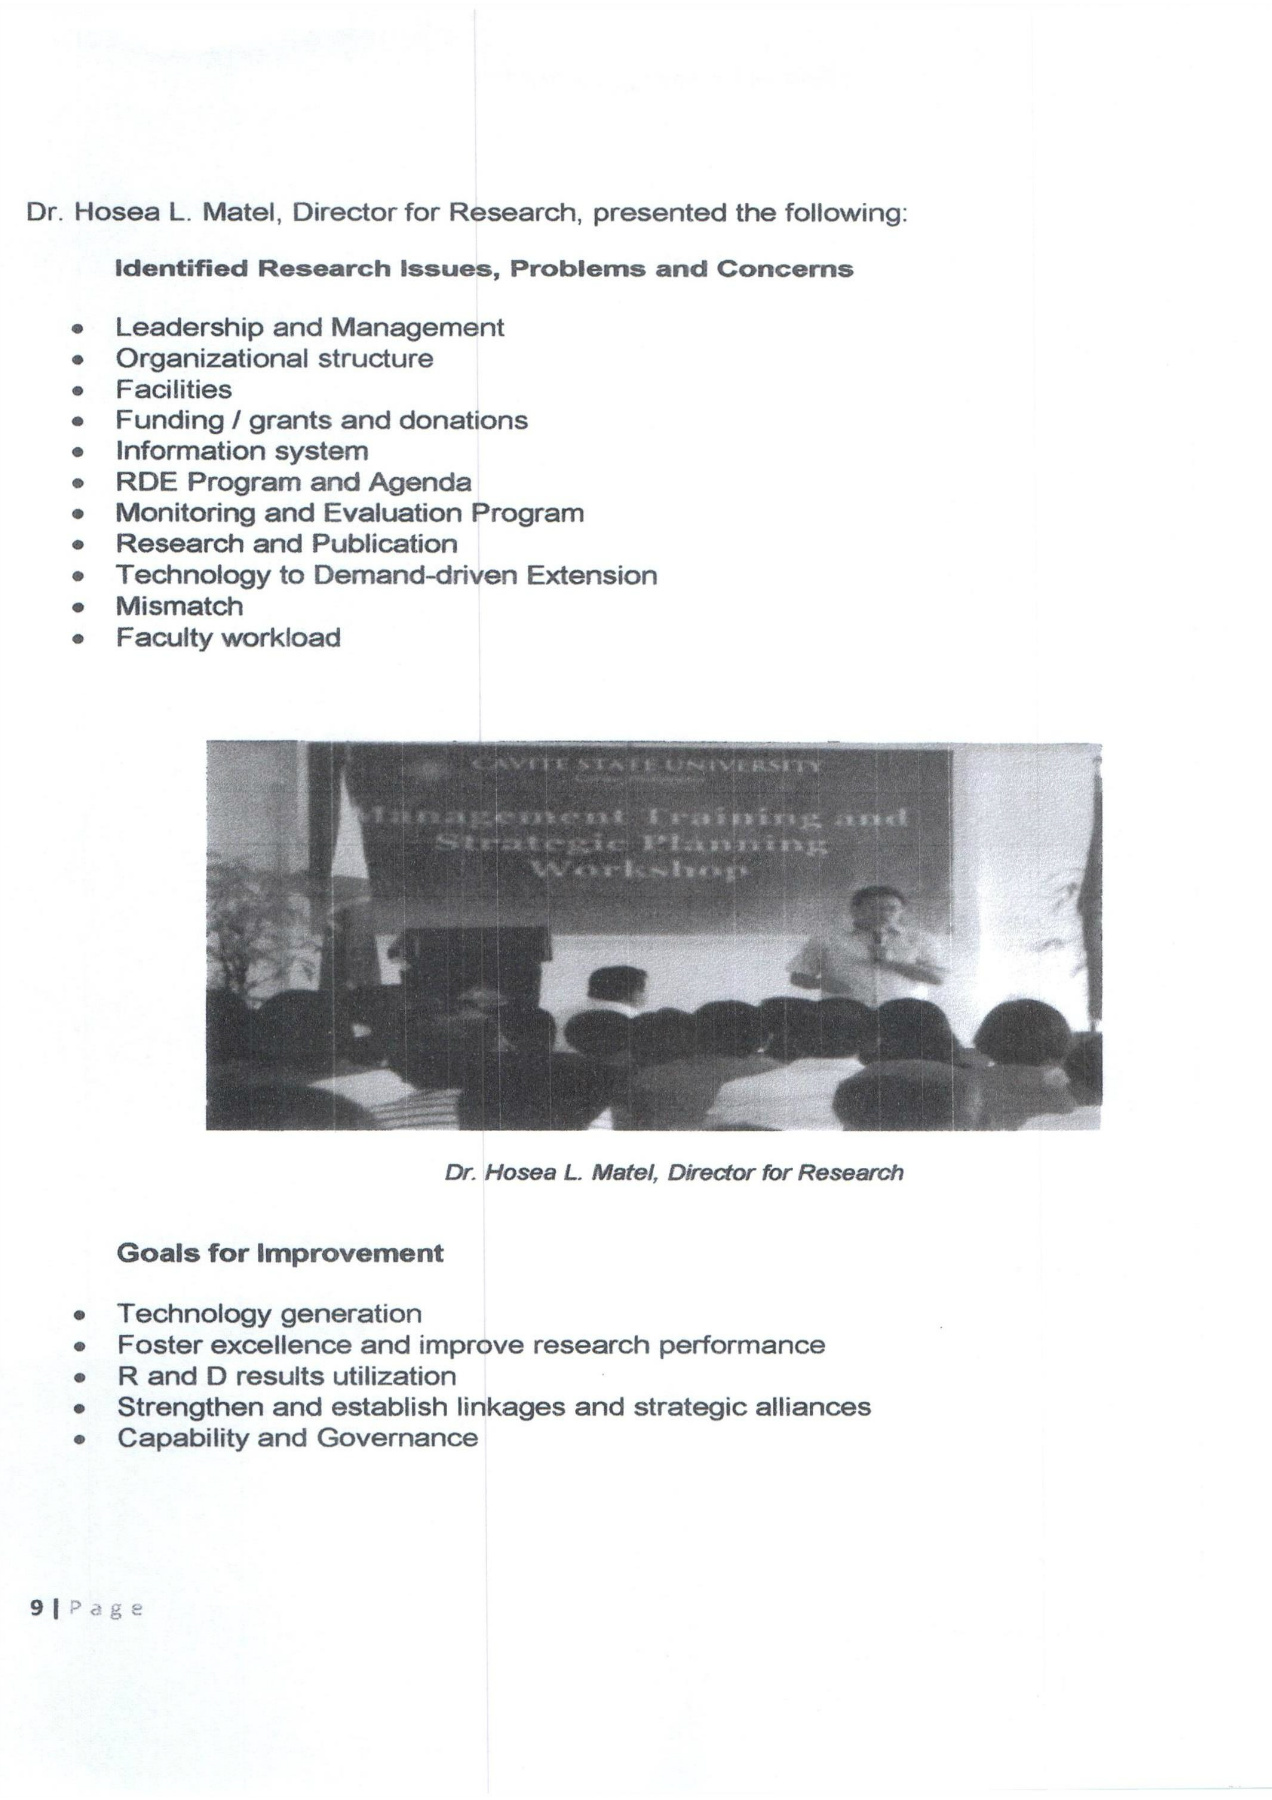 Dr. Hosea L. Matel, Director for Research, presented the following:
Identified Research Issues, Problems and Concerns
• Leadership and Management
• Organizational structure
• Facilities
• Funding / grants and donations
• Information system
• RDE Program and Agenda
• Monitoring and Evaluation Program
• Research and Publication
• Technology to Demand-driven Extension
• Mismatch
• Faculty workload
CAVITE STATE UNIVERSITY
Management Training and
Strategic Planning
Workshop
Dr. Hosea L. Matel, Director for Research
Goals for Improvement
• Technology generation
• Foster excellence and improve research performance
• R and D results utilization
• Strengthen and establish linkages and strategic alliances
• Capability and Governance
9 | Page